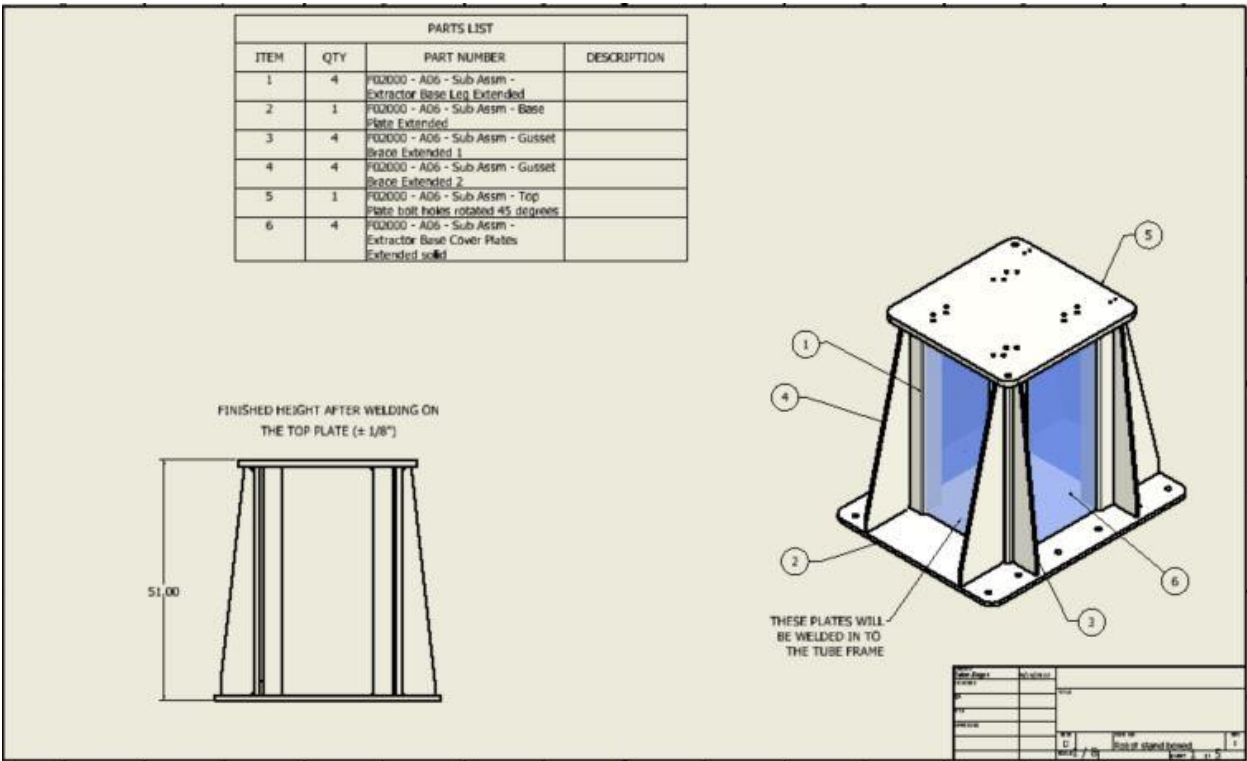 PARTS LIST
ITEM QTY PART NUMBER DESCRIPTION
1 4 F02000 - A06 - Sub Assm -
Extractor Base Leg Extended
2 1 F02000 - A06 - Sub Assm - Base
Plate Extended
3 4 F02000 - A06 - Sub Assm - Gusset
Brace Extended 1
4 4 F02000 - A06 - Sub Assm - Gusset
Brace Extended 2
5 1 F02000 - A06 - Sub Assm - Top
Plate bolt holes rotated 45 degrees
6 4 F02000 - A06 - Sub Assm -
Extractor Base Cover Plates
Extended solid
5
1
4
FINISHED HEIGHT AFTER WELDING ON
THE TOP PLATE (± 1/8")
51.00
2
6
3
THESE PLATES WILL
BE WELDED IN TO
THE TUBE FRAME
TITLE
D
Robot stand boxed